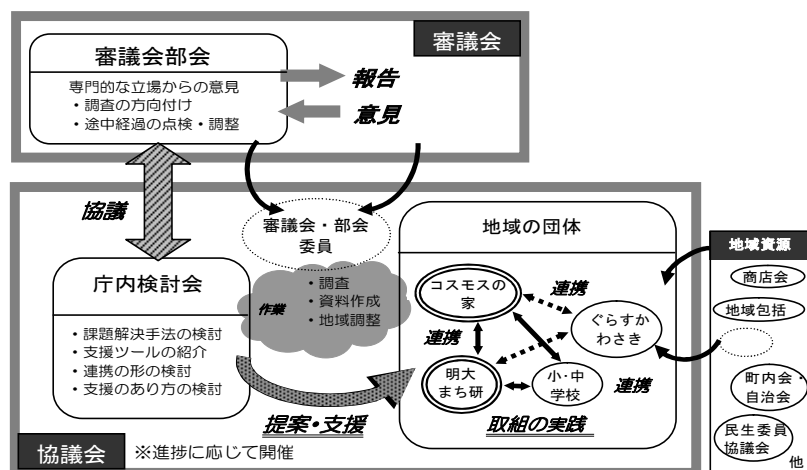 審議会
審議会部会
専門的な立場からの意見
・調査の方向付け
・途中経過の点検・調整
報告
意見
協議
審議会・部会
委員
地域の団体
地域資源
商店会
地域包括
町内会・
自治会
民生委員
協議会
他
庁内検討会
・課題解決手法の検討
・支援ツールの紹介
・連携の形の検討
・支援のあり方の検討
作業
・調査
・資料作成
・地域調整
コスモスの
家
連携
ぐらすか
わさき
連携
明大
まち研
小・中
学校
連携
提案・支援
取組の実践
協議会
※進捗に応じて開催